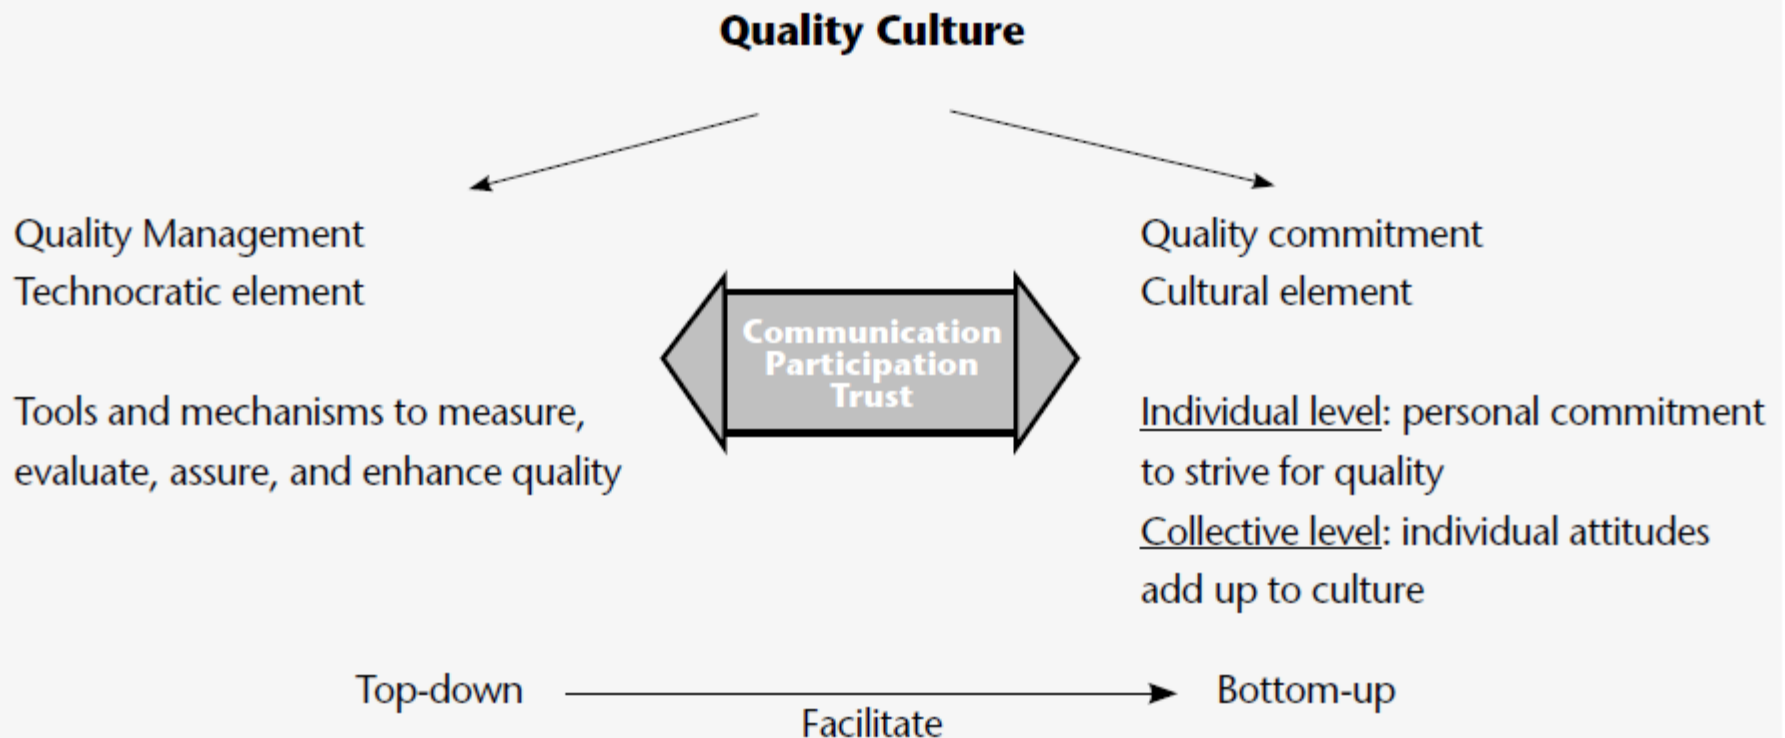 Quality Culture
Quality Management
Technocratic element
Tools and mechanisms to measure,
evaluate, assure, and enhance quality
Communication
Participation
Trust
Quality commitment
Cultural element
Individual level: personal commitment
to strive for quality
Collective level: individual attitudes
add up to culture
Top-down
Facilitate
Bottom-up